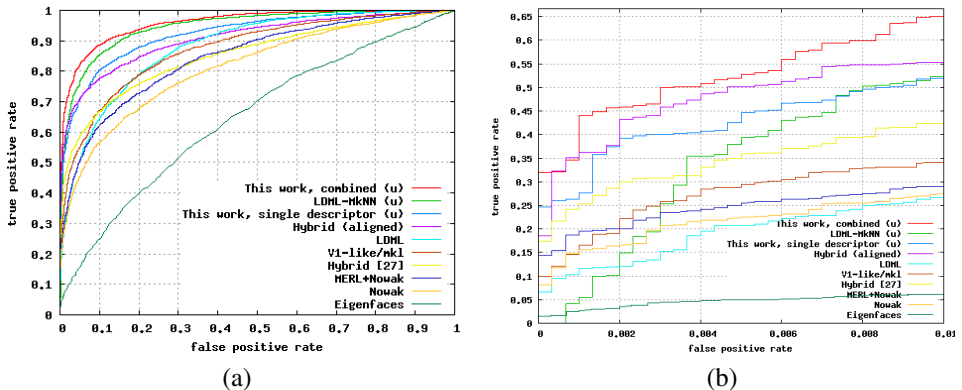 1
0.9
0.8
0.7
0.6
0.5
0.4
0.3
0.2
0.1
0
true positive rate
0 0.1 0.2 0.3 0.4 0.5 0.6 0.7 0.8 0.9 1
false positive rate
This work, combined (u)
LDML-MkNN (u)
This work, single descriptor (u)
Hybrid (aligned)
LDML
V1-like/mkl
Hybrid [27]
MERL+Nowak
Nowak
Eigenfaces
(a)
0.65
0.6
0.55
0.5
0.45
0.4
0.35
0.3
0.25
0.2
0.15
0.1
0.05
0
true positive rate
0 0.002 0.004 0.006 0.008 0.01
false positive rate
This work, combined (u)
LDML-MkNN (u)
This work, single descriptor (u)
Hybrid (aligned)
LDML
V1-like/mkl
Hybrid [27]
MERL+Nowak
Nowak
Eigenfaces
(b)